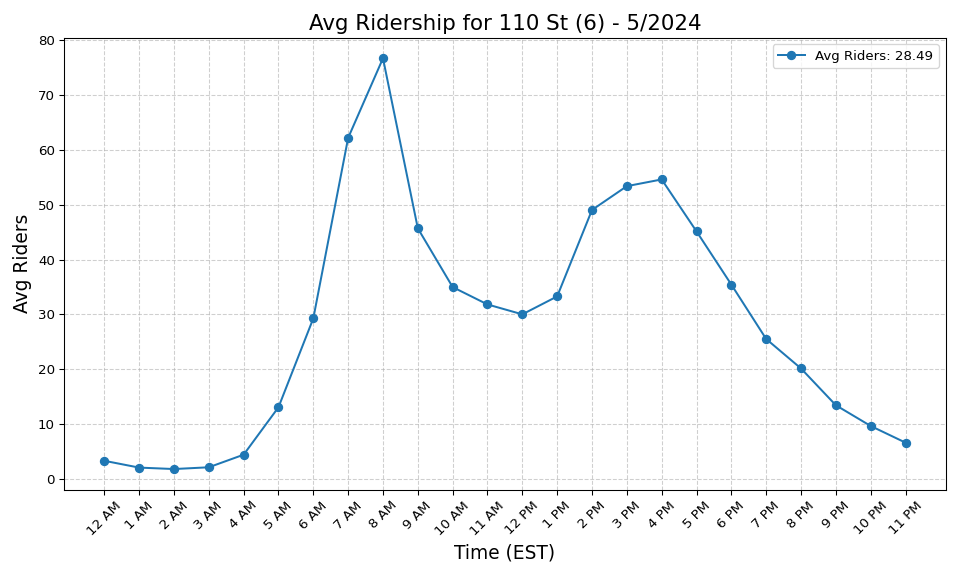 Avg Ridership for 110 St (6) - 5/2024
Avg Riders: 28.49
Avg Riders
80
70
60
50
40
30
20
10
0
12 AM
1 AM
2 AM
3 AM
4 AM
5 AM
6 AM
7 AM
8 AM
9 AM
10 AM
11 AM
12 PM
1 PM
2 PM
3 PM
4 PM
5 PM
6 PM
7 PM
8 PM
9 PM
10 PM
11 PM
Time (EST)